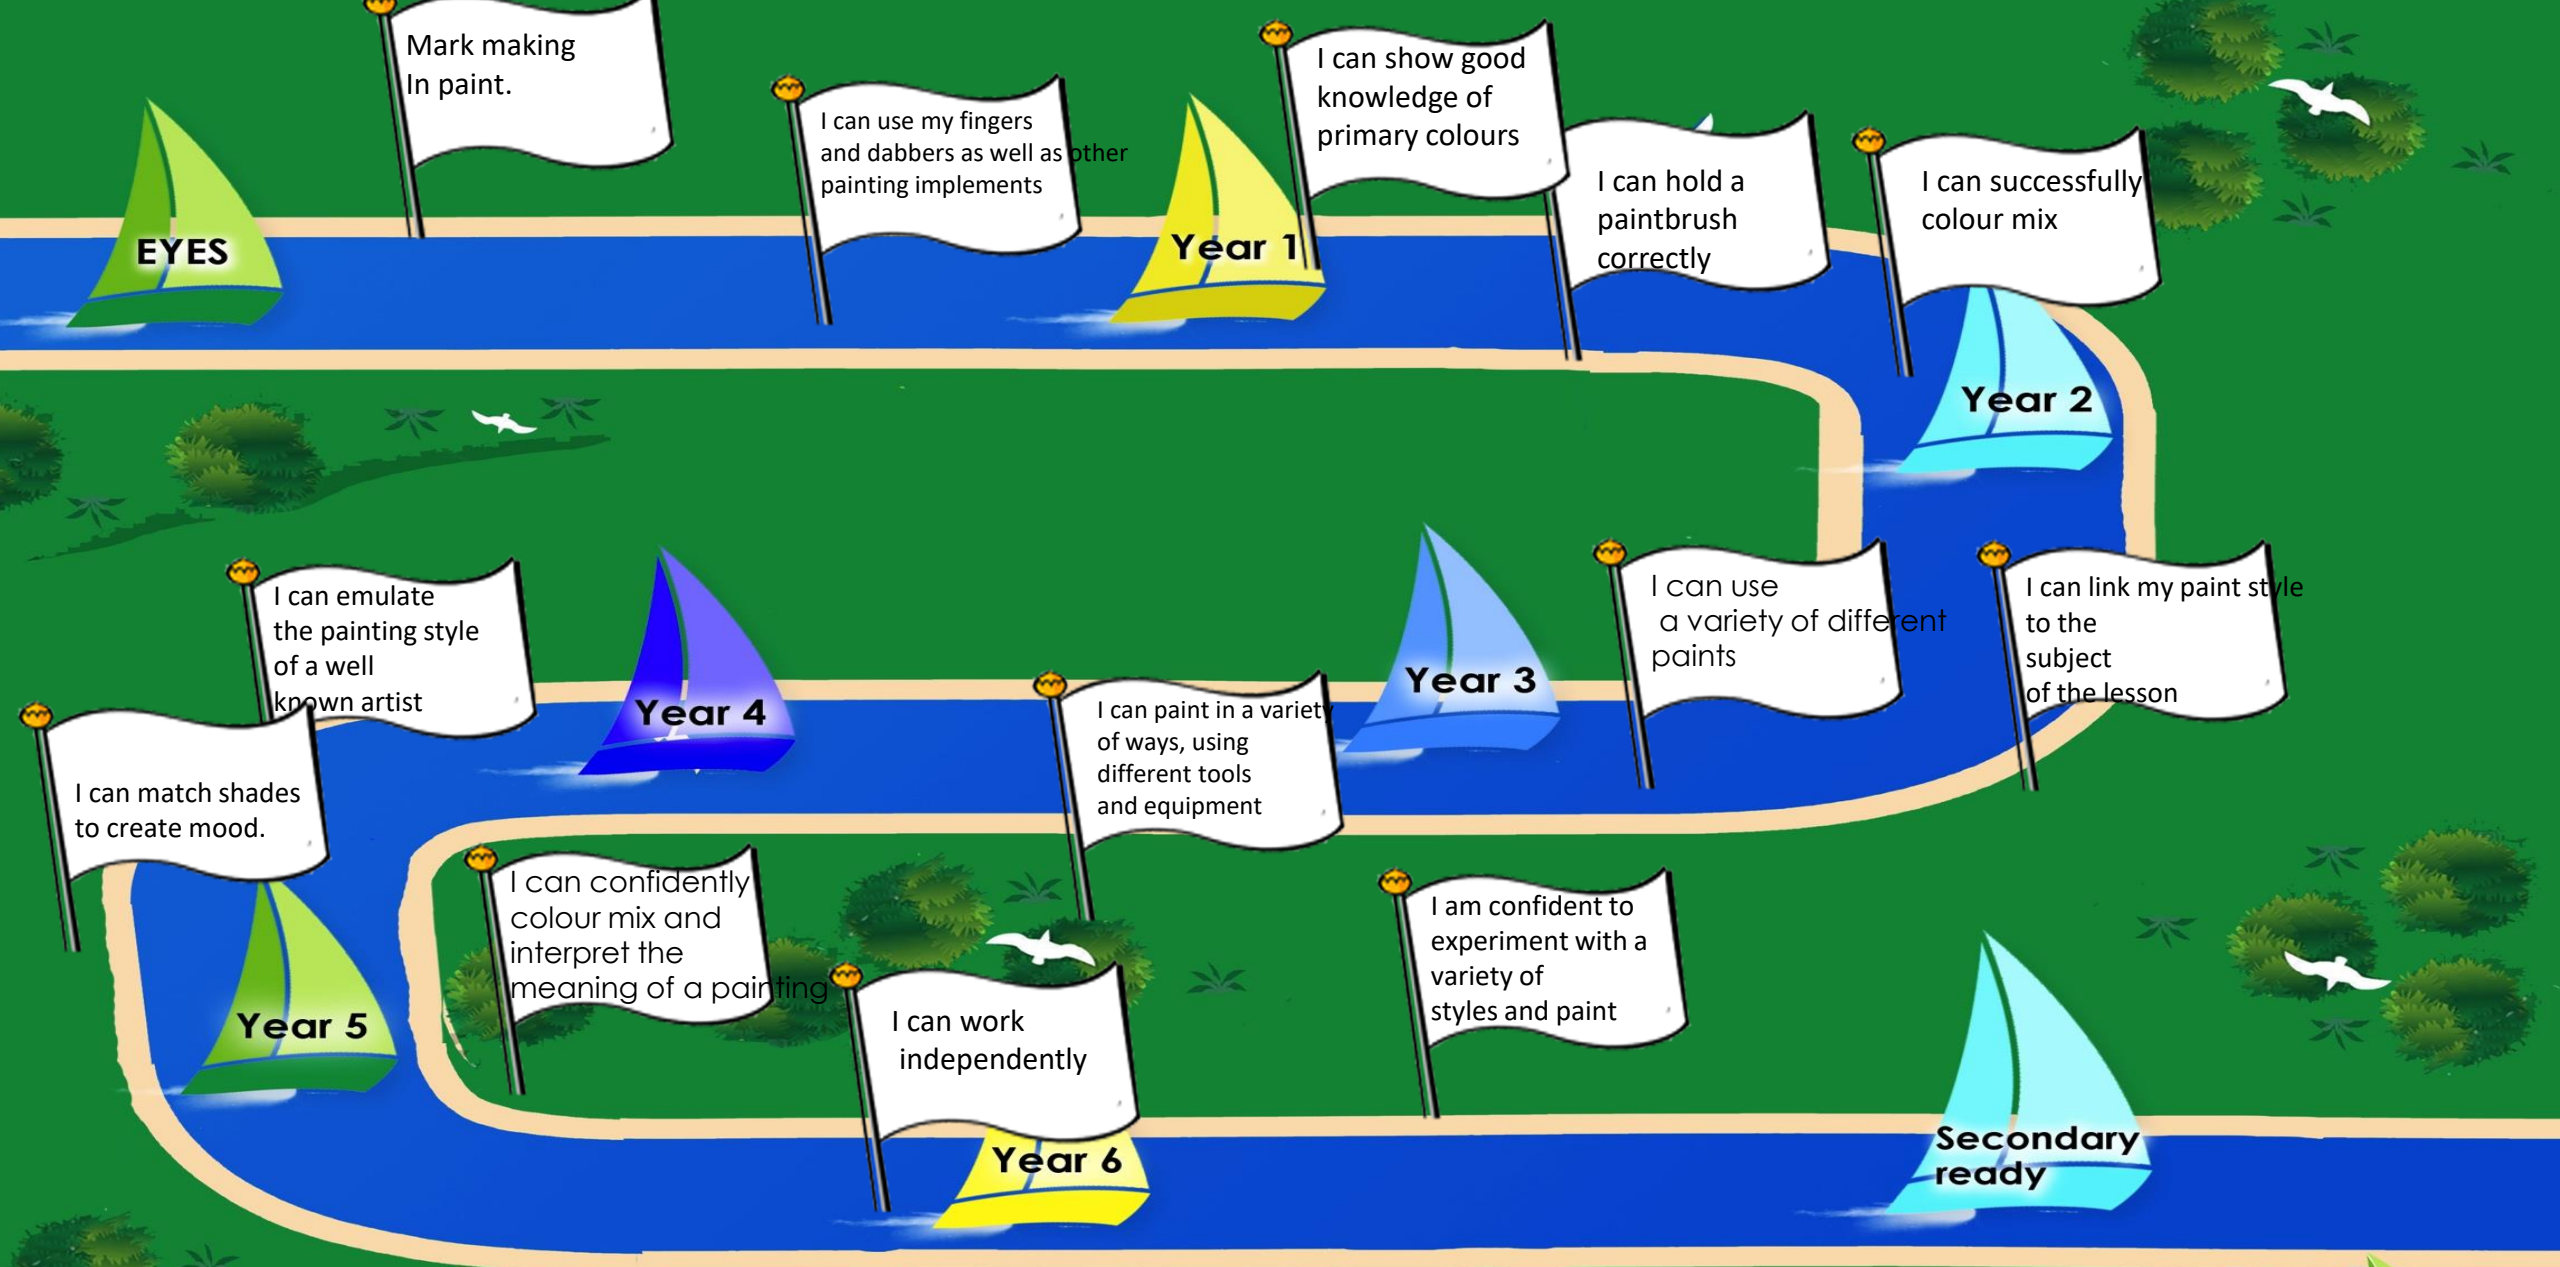 Mark making
In paint.
I can use my fingers
and dabbers as well as other
painting implements
I can show good
knowledge of
primary colours
I can hold a
paintbrush
correctly
I can successfully
colour mix
EYES
Year 1
Year 2
I can link my paint style
to the
subject
of the lesson
I can use
a variety of different
paints
Year 3
I can paint in a variety
of ways, using
different tools
and equipment
Year 4
I can emulate
the painting style
of a well
known artist
I can match shades
to create mood.
Year 5
I can confidently
colour mix and
interpret the
meaning of a painting
I can work
independently
Year 6
I am confident to
experiment with a
variety of
styles and paint
Secondary
ready